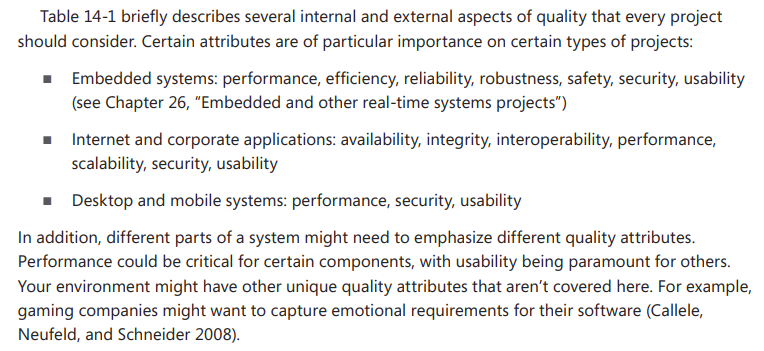 Table 14-1 briefly describes several internal and external aspects of quality that every project
should consider. Certain attributes are of particular importance on certain types of projects:
■ Embedded systems: performance, efficiency, reliability, robustness, safety, security, usability
(see Chapter 26, “Embedded and other real-time systems projects”)
■ Internet and corporate applications: availability, integrity, interoperability, performance,
scalability, security, usability
■ Desktop and mobile systems: performance, security, usability
In addition, different parts of a system might need to emphasize different quality attributes.
Performance could be critical for certain components, with usability being paramount for others.
Your environment might have other unique quality attributes that aren’t covered here. For example,
gaming companies might want to capture emotional requirements for their software (Callele,
Neufeld, and Schneider 2008).